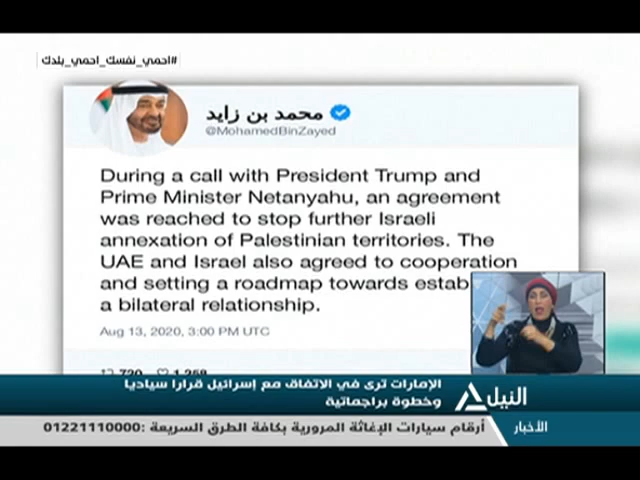 #احمي_نفسك_احمي_بلدك
محمد بن زايد
@MohamedBinZayed
During a call with President Trump and
Prime Minister Netanyahu, an agreement
was reached to stop further Israeli
annexation of Palestinian territories. The
UAE and Israel also agreed to cooperation
and setting a roadmap towards estab
a bilateral relationship.
Aug 13, 2020, 3:00 PM UTC
720 1,258
الإمارات ترى في الاتفاق مع إسرائيل قرارا سياديا
وخطوة براجماتية
النيل
الأخبار
أرقام سيارات الإغاثة المرورية بكافة الطرق السريعة :01221110000